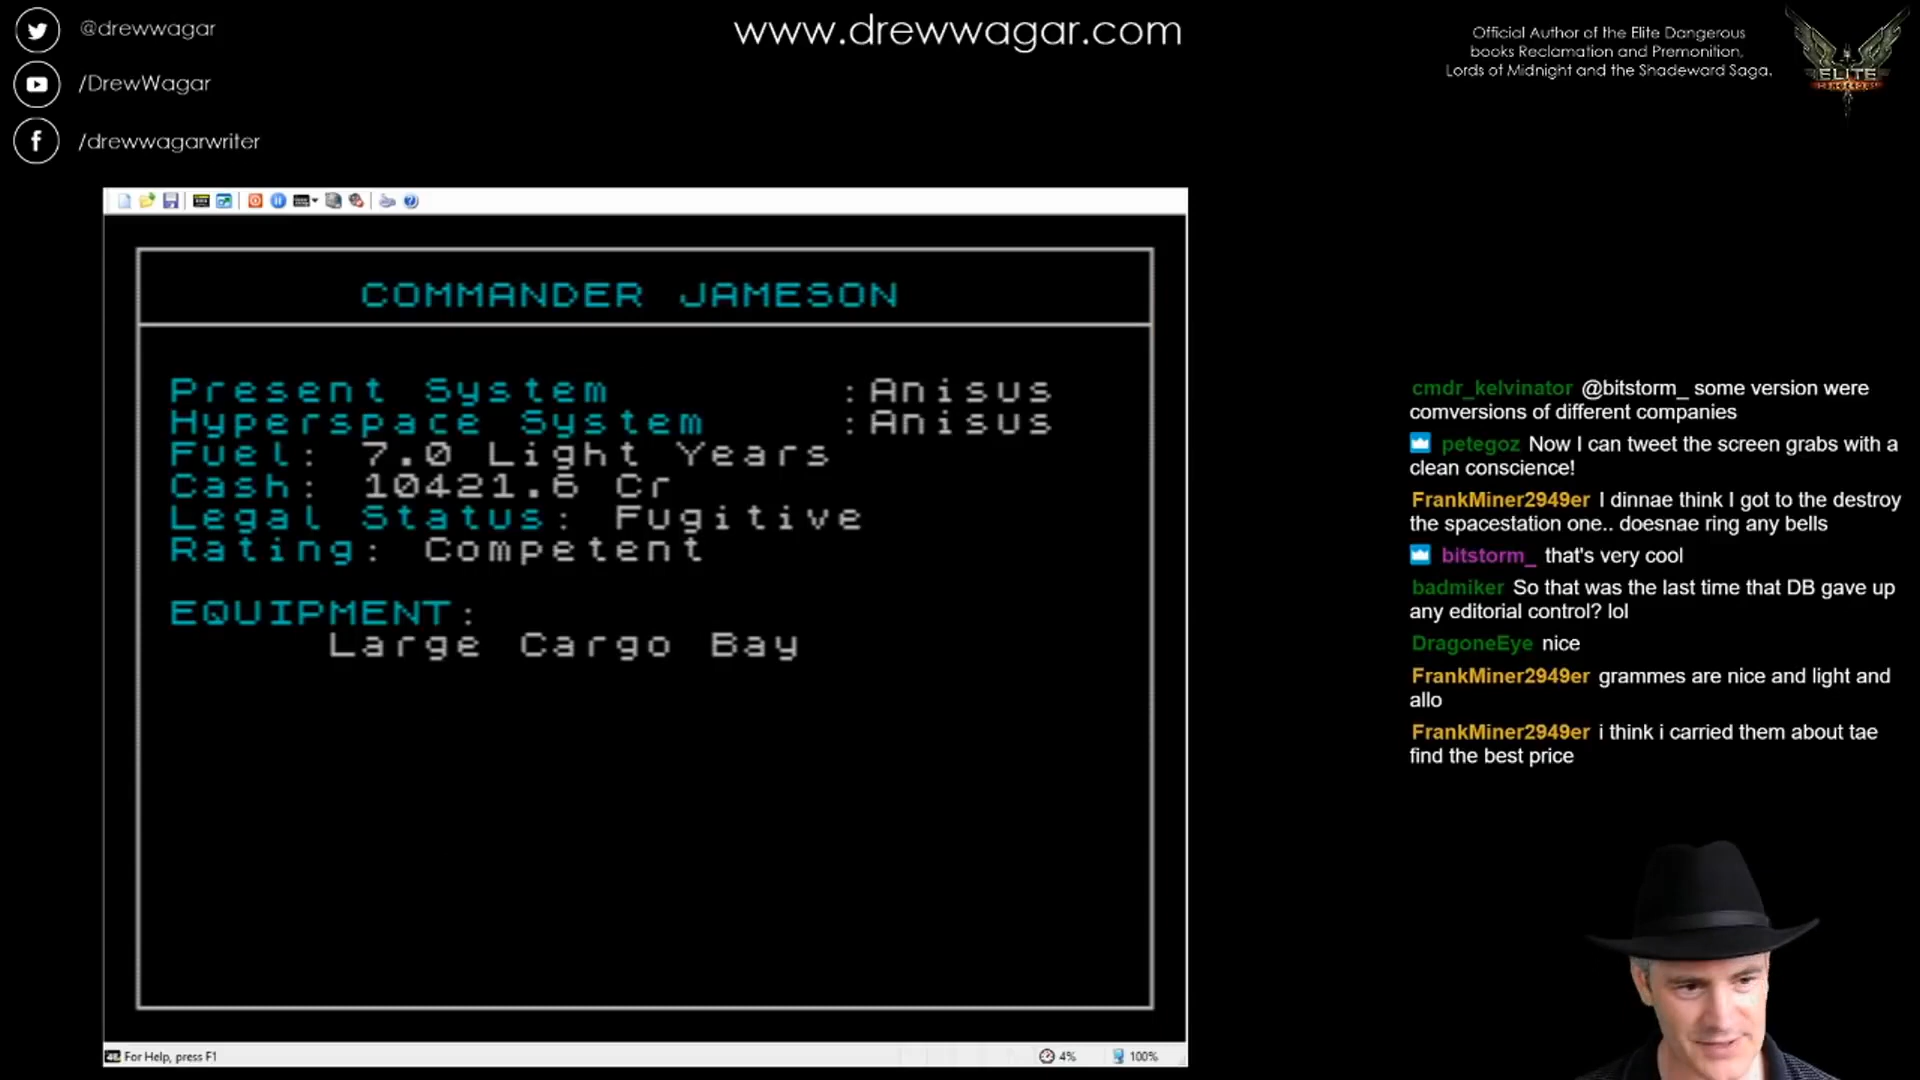 @drewwagar
/DrewWagar
/drewwagarwriter
www.drewwagar.com
Official Author of the Elite Dangerous
books Reclamation and Premonition,
Lords of Midnight and the Shadeward Saga.
ELITE
DANGEROUS
COMMANDER JAMESON
Present System :Anisus
Hyperspace System :Anisus
Fuel: 7.0 Light Years
Cash: 10421.6 Cr
Legal Status: Fugitive
Rating: Competent
EQUIPMENT:
Large Cargo Bay
For Help, press F1
4%
100%
cmdr_kelvinator @bitstorm_ some version were
comversions of different companies
petegoz Now I can tweet the screen grabs with a
clean conscience!
FrankMiner2949er I dinnae think I got to the destroy
the spacestation one.. doesnae ring any bells
bitstorm_ that's very cool
badmiker So that was the last time that DB gave up
any editorial control? lol
DragoneEye nice
FrankMiner2949er grammes are nice and light and
allo
FrankMiner2949er i think i carried them about tae
find the best price